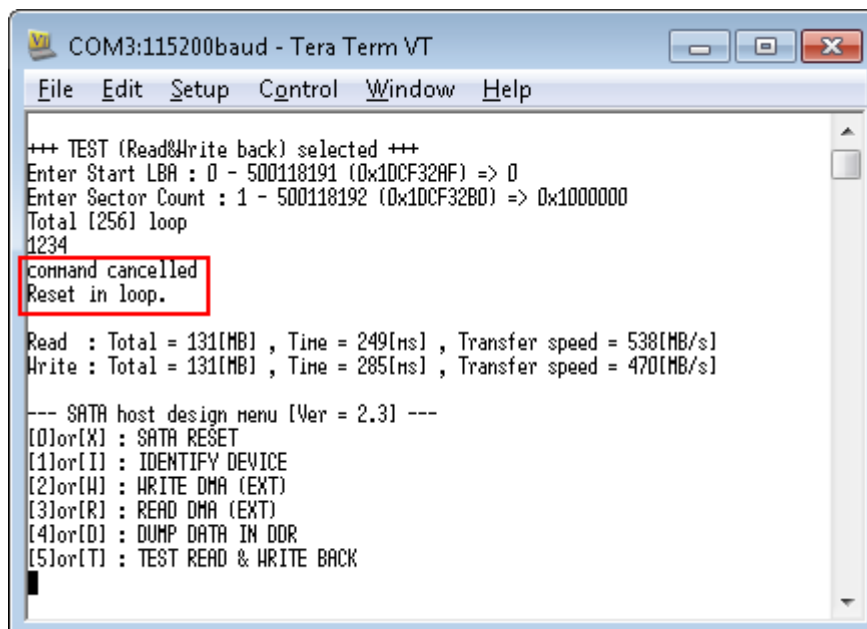 COM3:115200baud - Tera Term VT
File Edit Setup Control Window Help
+++ TEST (Read&Write back) selected +++
Enter Start LBA : 0 - 500118191 (0x1DCF32AF) => 0
Enter Sector Count : 1 - 500118192 (0x1DCF32B0) => 0x1000000
Total [256] loop
1234
command cancelled
Reset in loop.
Read : Total = 131[MB] , Time = 249[ms] , Transfer speed = 538[MB/s]
Write : Total = 131[MB] , Time = 285[ms] , Transfer speed = 470[MB/s]
--- SATA host design menu [Ver = 2.3] ---
[0]or[X] : SATA RESET
[1]or[I] : IDENTIFY DEVICE
[2]or[W] : WRITE DMA (EXT)
[3]or[R] : READ DMA (EXT)
[4]or[D] : DUMP DATA IN DDR
[5]or[T] : TEST READ & WRITE BACK